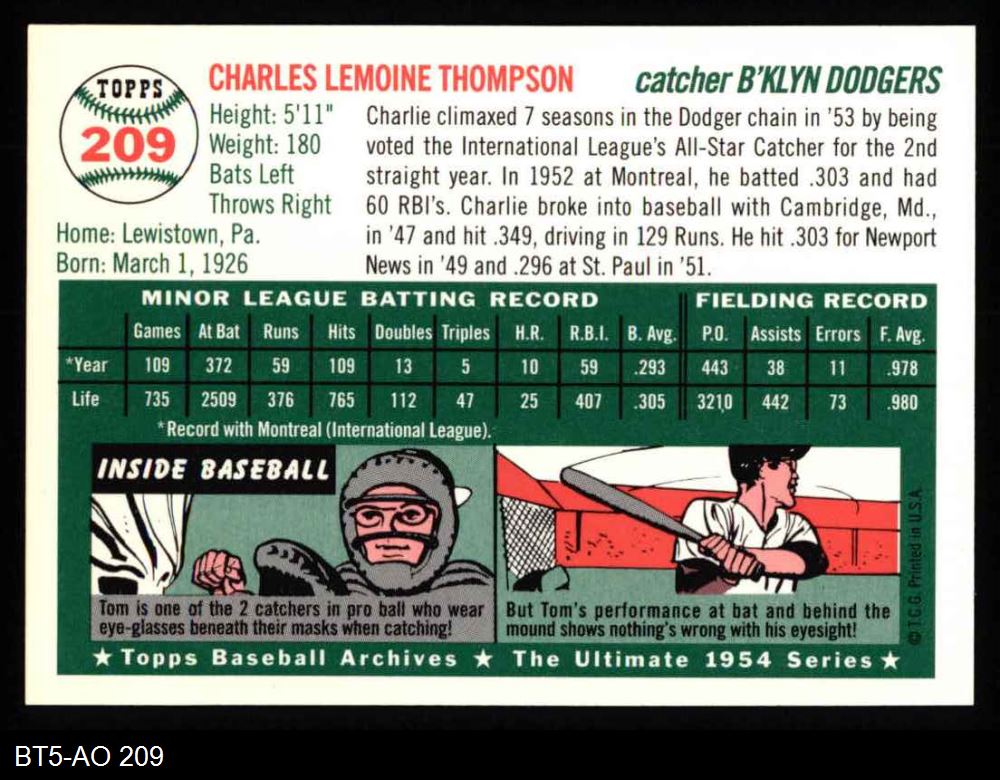 TOPPS
209
CHARLES LEMOINE THOMPSON
catcher B'KLYN DODGERS
Height: 5'11"
Weight: 180
Bats Left
Throws Right
Home: Lewistown, Pa.
Born: March 1, 1926
Charlie climaxed 7 seasons in the Dodger chain in '53 by being
voted the International League's All-Star Catcher for the 2nd
straight year. In 1952 at Montreal, he batted .303 and had
60 RBI's. Charlie broke into baseball with Cambridge, Md.,
in '47 and hit .349, driving in 129 Runs. He hit .303 for Newport
News in '49 and .296 at St. Paul in '51.
MINOR LEAGUE BATTING RECORD FIELDING RECORD
Games At Bat Runs Hits Doubles Triples H.R. R.B.I. B. Avg. P.O. Assists Errors F. Avg.
*Year 109 372 59 109 13 5 10 59 .293 443 38 11 .978
Life 735 2509 376 765 112 47 25 407 .305 3210 442 73 .980
*Record with Montreal (International League).
INSIDE BASEBALL
Tom is one of the 2 catchers in pro ball who wear
eye-glasses beneath their masks when catching!
But Tom's performance at bat and behind the
mound shows nothing's wrong with his eyesight!
© T.C.G. Printed in U.S.A.
★ Topps Baseball Archives ★ The Ultimate 1954 Series ★
BT5-AO 209